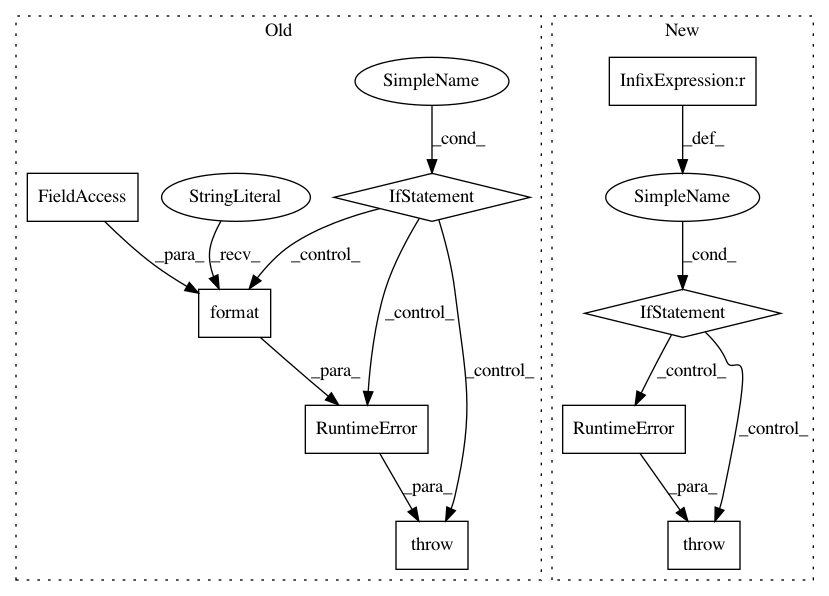 Old
New
SimpleName
InfixExpression:r
_cond_
_def_
FieldAccess
StringLiteral
IfStatement
SimpleName
_para_
_recv_
_control_
_cond_
format
_control_
IfStatement
_para_
_control_
_control_
RuntimeError
RuntimeError
_control_
_para_
_para_
throw
throw